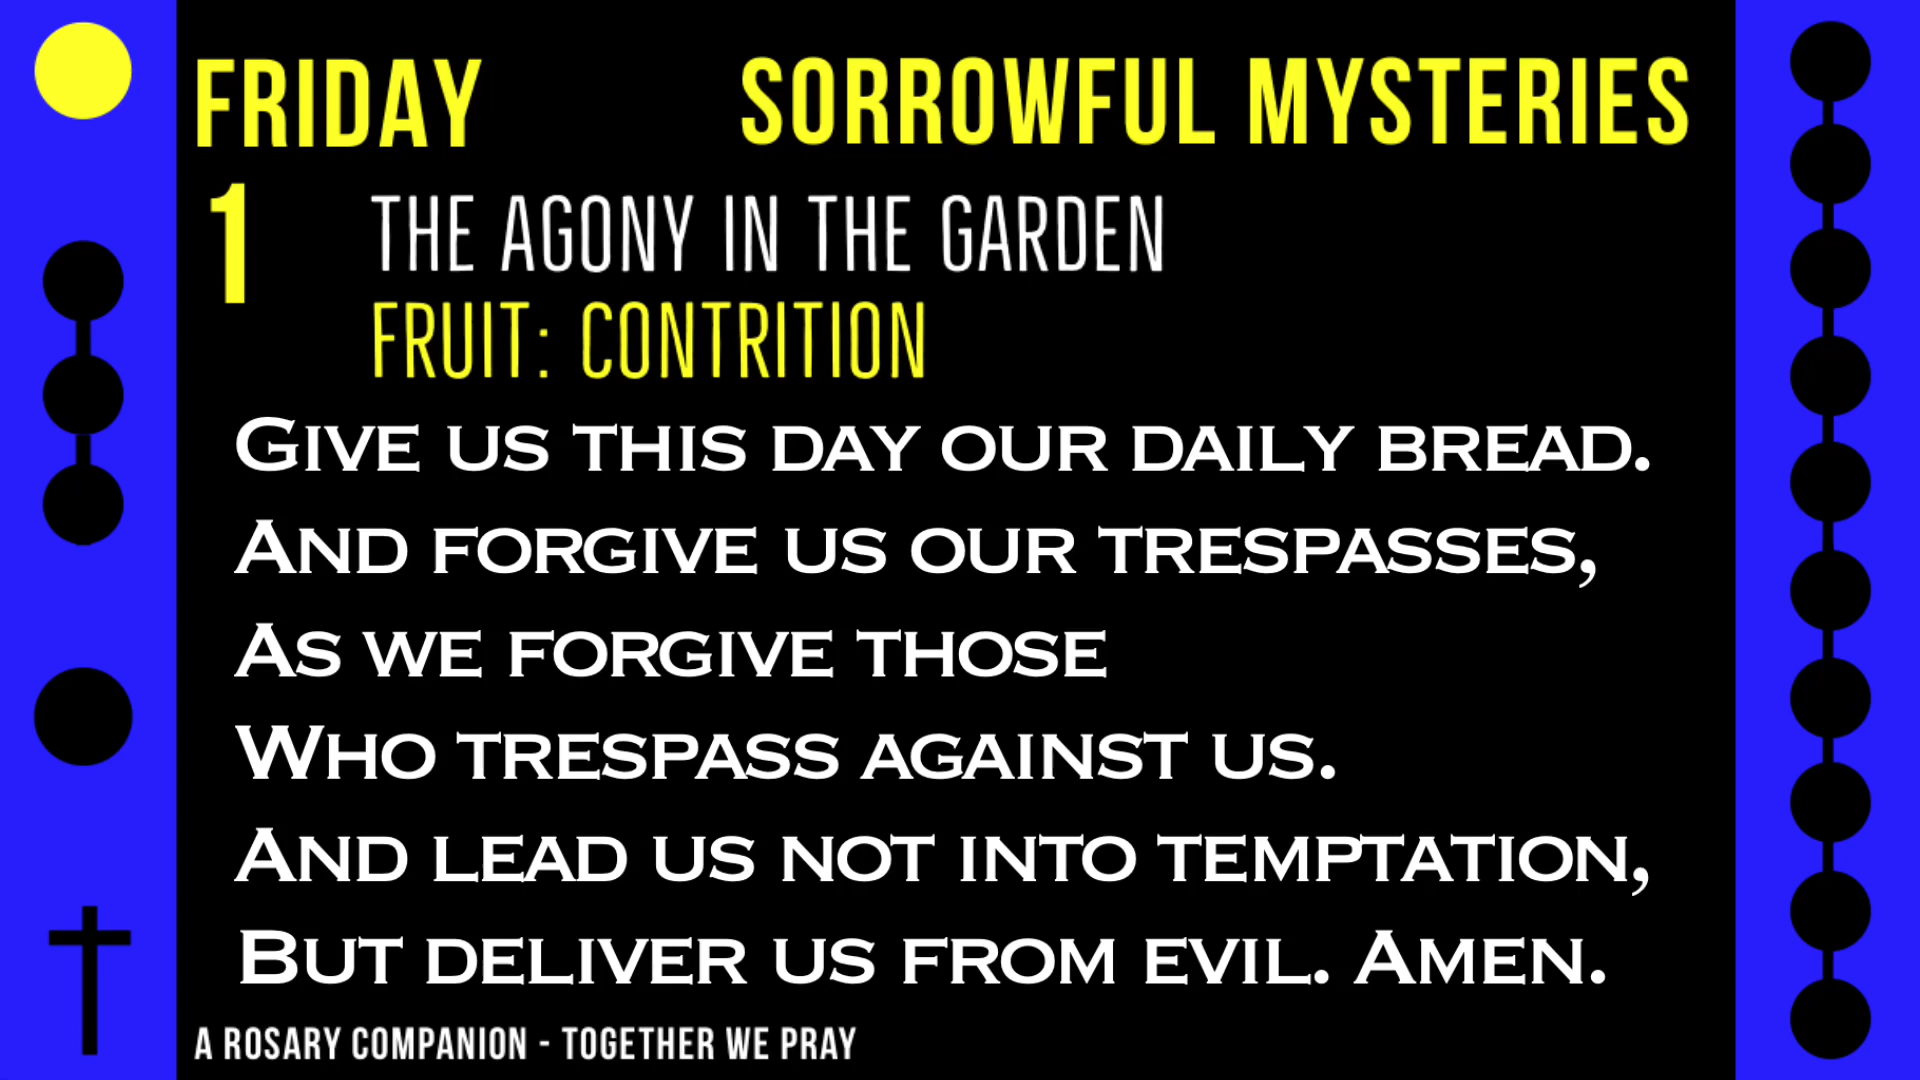 FRIDAY SORROWFUL MYSTERIES
1 THE AGONY IN THE GARDEN
FRUIT: CONTRITION
GIVE US THIS DAY OUR DAILY BREAD.
AND FORGIVE US OUR TRESPASSES,
AS WE FORGIVE THOSE
WHO TRESPASS AGAINST US.
AND LEAD US NOT INTO TEMPTATION,
BUT DELIVER US FROM EVIL. AMEN.
A ROSARY COMPANION - TOGETHER WE PRAY